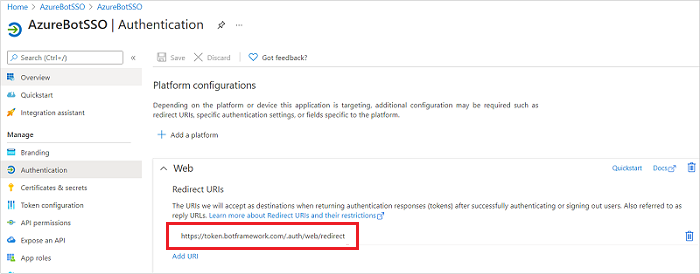 Home > AzureBotSSO > AzureBotSSO
AzureBotSSO | Authentication
Search (Ctrl+/)
Overview
Quickstart
Integration assistant
Manage
Branding
Authentication
Certificates & secrets
Token configuration
API permissions
Expose an API
App roles
Save
Discard
Got feedback?
Platform configurations
Depending on the platform or device this application is targeting, additional configuration may be required such as
redirect URIs, specific authentication settings, or fields specific to the platform.
Add a platform
Web
Quickstart
Docs
Redirect URIs
The URIs we will accept as destinations when returning authentication responses (tokens) after successfully authenticating or signing out users. Also referred to as
reply URLs. Learn more about Redirect URIs and their restrictions
https://token.botframework.com/.auth/web/redirect
Add URI